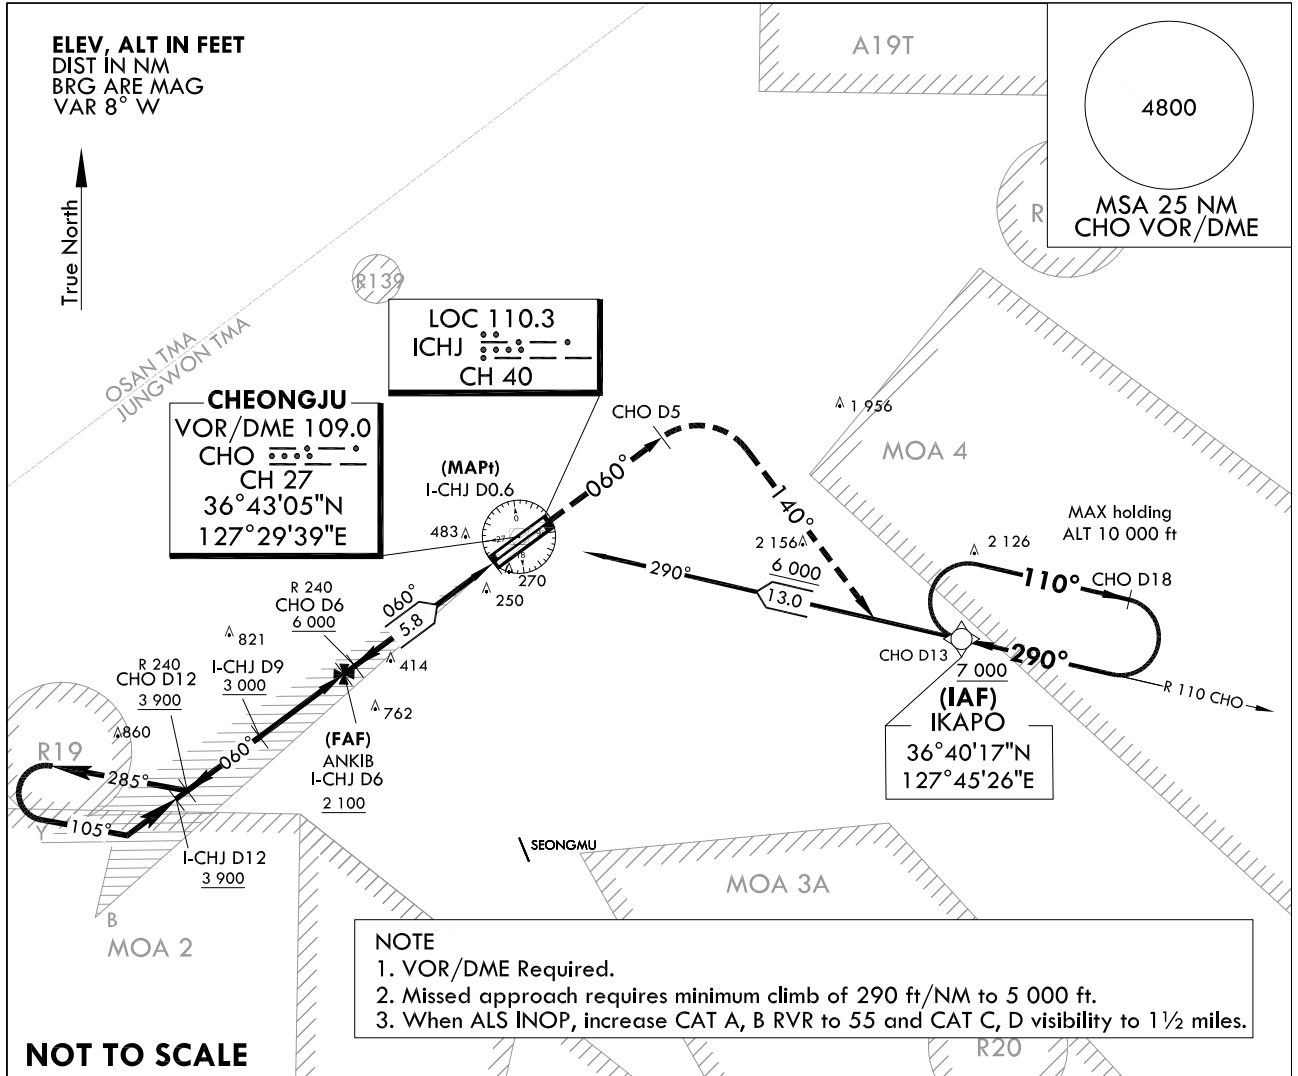 ELEV, ALT IN FEET
DIST IN NM
BRG ARE MAG
VAR 8° W
True North
A19T
4800
MSA 25 NM
CHO VOR/DME
R
R139
OSAN TMA
JUNGWON TMA
LOC 110.3
ICHJ
CH 40
CHEONGJU
VOR/DME 109.0
CHO
CH 27
36°43'05"N
127°29'39"E
(MAPt)
I-CHJ D0.6
CHO D5
060°
140°
1 956
MOA 4
MAX holding
ALT 10 000 ft
483
0
27
18
270
250
2 156
6 000
13.0
290°
2 126
110°
CHO D18
290°
CHO D13
7 000
R 110 CHO
(IAF)
IKAPO
36°40'17"N
127°45'26"E
R 240
CHO D6
6 000
060°
5.8
414
821
I-CHJ D9
3 000
R 240
CHO D12
3 900
762
(FAF)
ANKIB
I-CHJ D6
2 100
860
R19
060°
285°
105°
Y
I-CHJ D12
3 900
B
MOA 2
SEONGMU
MOA 3A
NOTE
1. VOR/DME Required.
2. Missed approach requires minimum climb of 290 ft/NM to 5 000 ft.
3. When ALS INOP, increase CAT A, B RVR to 55 and CAT C, D visibility to 1½ miles.
R20
NOT TO SCALE